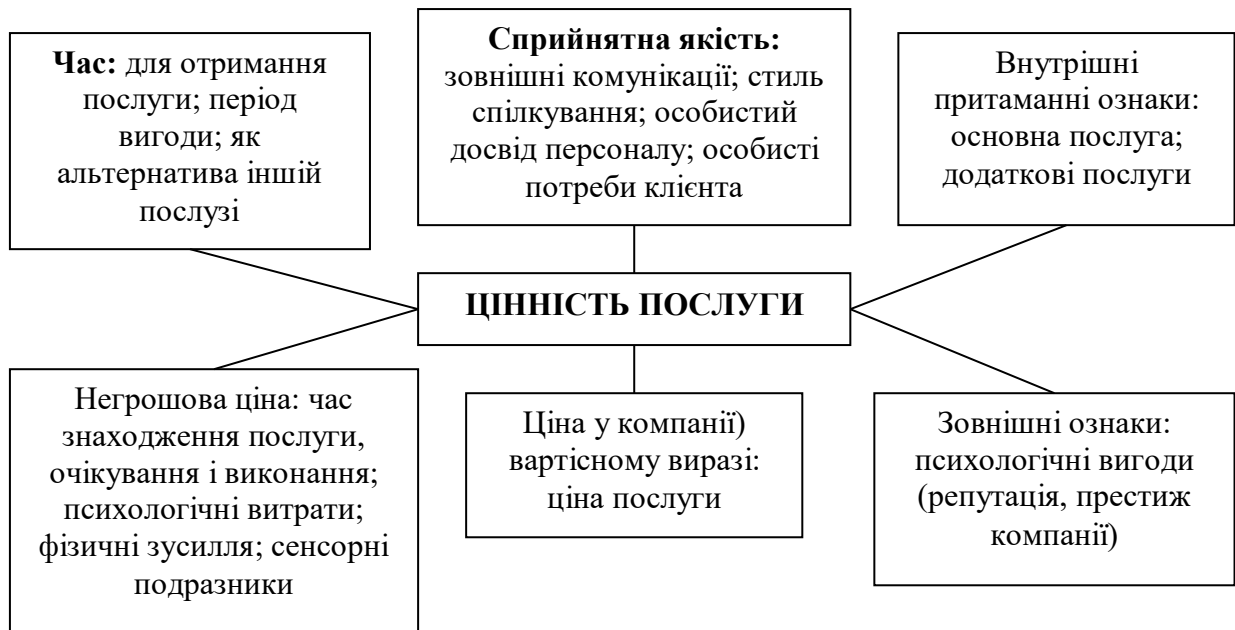 Час: для отримання
послуги; період
вигоди; як
альтернатива іншій
послузі
Сприйнятна якість:
зовнішні комунікації; стиль
спілкування; особистий
досвід персоналу; особисті
потреби клієнта
Внутрішні
притаманні ознаки:
основна послуга;
додаткові послуги
ЦІННІСТЬ ПОСЛУГИ
Негрошова ціна: час
знаходження послуги,
очікування і виконання;
психологічні витрати;
фізичні зусилля; сенсорні
подразники
Ціна у компанії)
вартісному виразі:
ціна послуги
Зовнішні ознаки:
психологічні вигоди
(репутація, престиж
компанії)